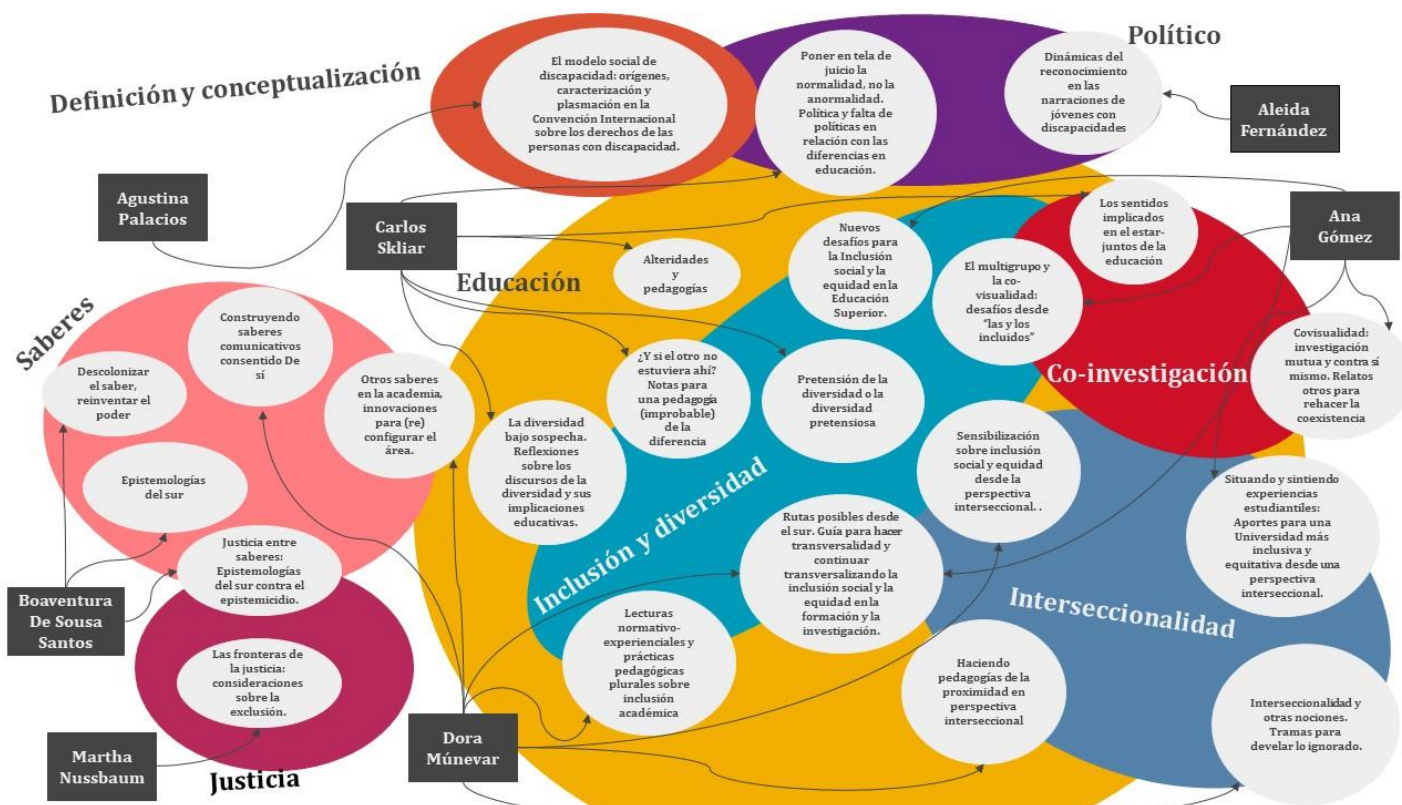 Definición y conceptualización
El modelo social de
discapacidad: orígenes,
caracterización y
plasmación en la
Convención Internacional
sobre los derechos de las
personas con discapacidad.
Poner en tela de
juicio la
normalidad, no la
anormalidad.
Política y falta de
políticas en
relación con las
diferencias en
educación.
Político
Dinámicas del
reconocimiento en
las narraciones de
jóvenes con
discapacidades
Aleida
Fernández
Agustina
Palacios
Carlos
Skliar
Ana
Gómez
Educación
Alteridades
y
pedagogías
Nuevos
desafíos para
la Inclusión
social y la
equidad en la
Educación
Superior.
El multigrupo y
la co-
visualidad:
desafíos desde
“las y los
incluidos”
Los sentidos
implicados
en el estar-
juntos de la
educación
Co-investigación
Covisualidad:
investigación
mutua y contra sí
mismo. Relatos
otros para
rehacer la
coexistencia
Saberes
Construyendo
saberes
comunicativos
consentido De
sí
Descolonizar
el saber,
reinventar el
poder
Otros saberes
en la academia,
innovaciones
para (re)
configurar el
área.
Epistemologías
del sur
Justicia entre
saberes:
Epistemologías
del sur contra el
epistemicidio.
Boaventura
De Sousa
Santos
Las fronteras de
la justicia:
consideraciones
sobre la
exclusión.
Martha
Nussbaum
Justicia
La diversidad
bajo sospecha.
Reflexiones
sobre los
discursos de la
diversidad y sus
implicaciones
educativas.
¿Y si el otro no
estuviera ahí?
Notas para
una pedagogía
(improbable)
de la
diferencia
Pretensión de la
diversidad o la
diversidad
pretensiosa
Inclusión y diversidad
Sensibilización
sobre inclusión
social y equidad
desde la
perspectiva
interseccional. .
Rutas posibles desde
el sur. Guía para hacer
transversalidad y
continuar
transversalizando la
inclusión social y la
equidad en la
formación y la
investigación.
Lecturas
normativo-
experienciales y
prácticas
pedagógicas
plurales sobre
inclusión
académica
Dora
Múnevar
Interseccionalidad
Situando y sintiendo
experiencias
estudiantiles:
Aportes para una
Universidad más
inclusiva y
equitativa desde una
perspectiva
interseccional.
Haciendo
pedagogías de la
proximidad en
perspectiva
interseccional
Interseccionalidad y
otras nociones.
Tramas para
develar lo ignorado.